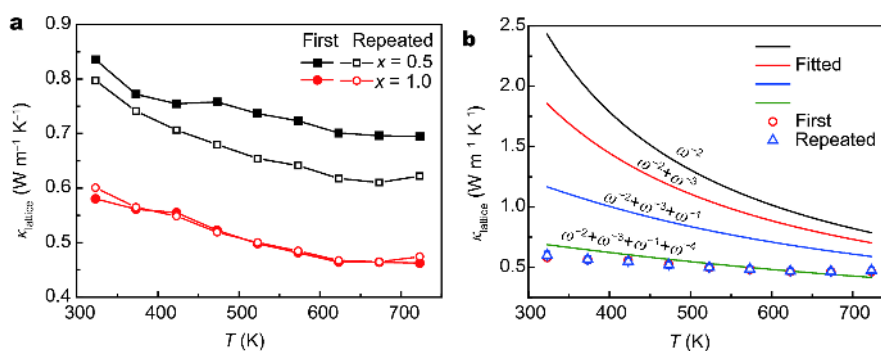 a
First Repeated
x = 0.5
x = 1.0
κlattice (W m⁻¹ K⁻¹)
0.9
0.8
0.7
0.6
0.5
0.4
300 400 500 600 700
T (K)
b
Fitted
First
Repeated
ω⁻²
ω⁻²+ω⁻³
ω⁻²+ω⁻³+ω⁻¹
ω⁻²+ω⁻³+ω⁻¹+ω⁻⁴
κlattice (W m⁻¹ K⁻¹)
2.5
2.0
1.5
1.0
0.5
300 400 500 600 700
T (K)